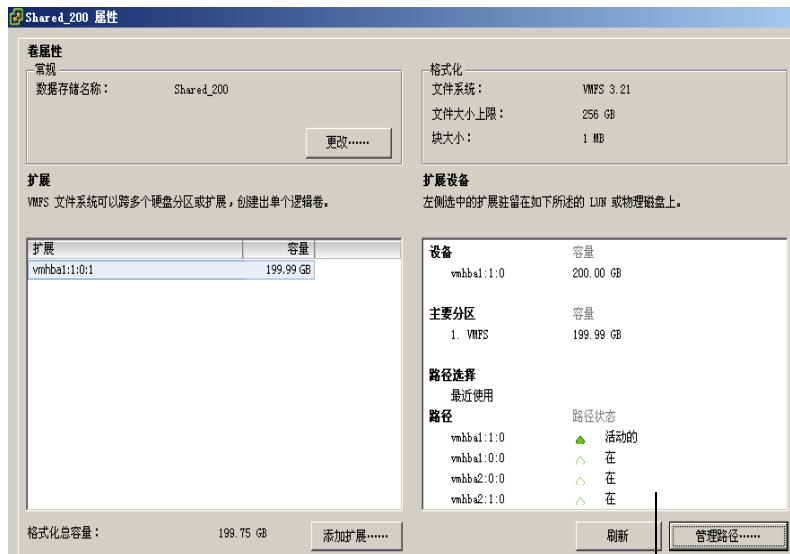 Shared_200 属性
卷属性
常规
数据存储名称： Shared_200
更改……
格式化
文件系统： VMFS 3.21
文件大小上限： 256 GB
块大小： 1 MB
扩展
VMFS 文件系统可以跨多个硬盘分区或扩展，创建出单个逻辑卷。
扩展 容量
vmhba1:1:0:1 199.99 GB
格式化总容量： 199.75 GB
添加扩展……
扩展设备
左侧选中的扩展驻留在如下所述的 LUN 或物理磁盘上。
设备 容量
vmhba1:1:0 200.00 GB
主要分区 容量
1. VMFS 199.99 GB
路径选择
最近使用
路径 路径状态
vmhba1:1:0 活动的
vmhba1:0:0 在
vmhba2:0:0 在
vmhba2:1:0 在
刷新
管理路径……